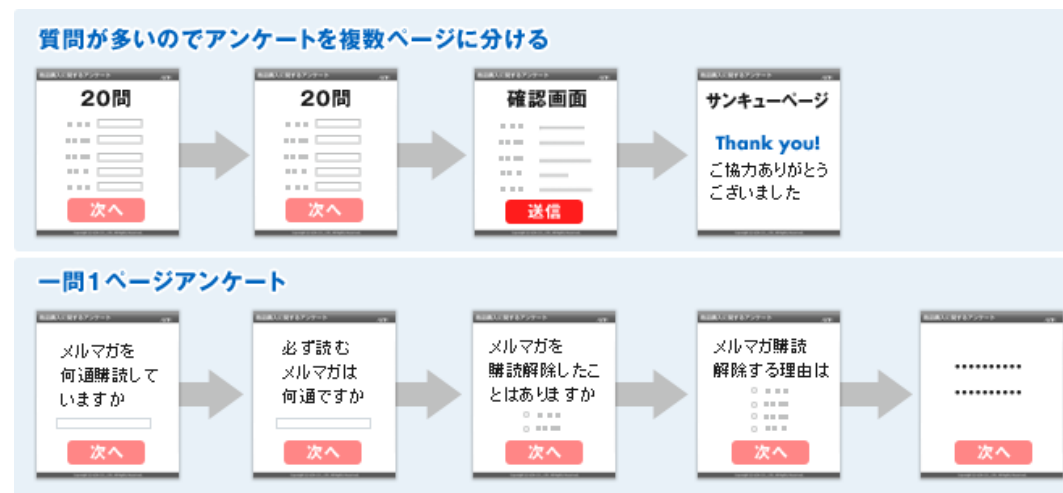 質問が多いのでアンケートを複数ページに分ける
20問
次へ
20問
次へ
確認画面
送信
サンキューページ
Thank you!
ご協力ありがとう
ございました
一問1ページアンケート
メルマガを
何通購読して
いますか
次へ
必ず読む
メルマガは
何通ですか
次へ
メルマガを
購読解除したこ
とはありますか
次へ
メルマガ購読
解除する理由は
次へ
次へ